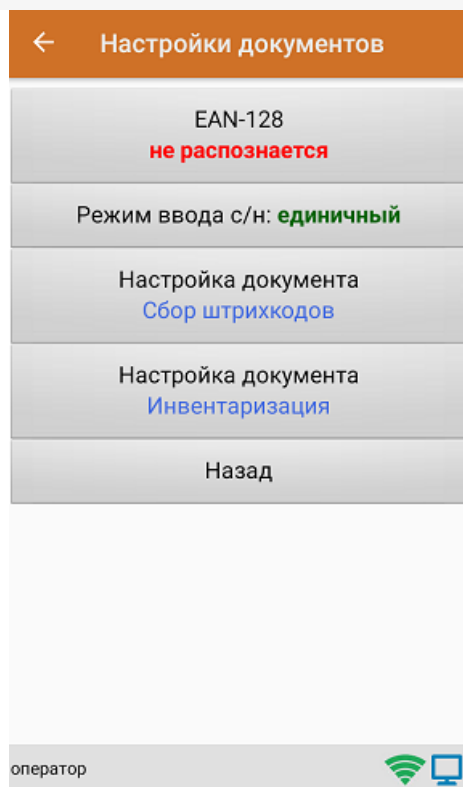 Настройки документов
EAN-128
не распознается
Режим ввода с/н: единичный
Настройка документа
Сбор штрихкодов
Настройка документа
Инвентаризация
Назад
оператор